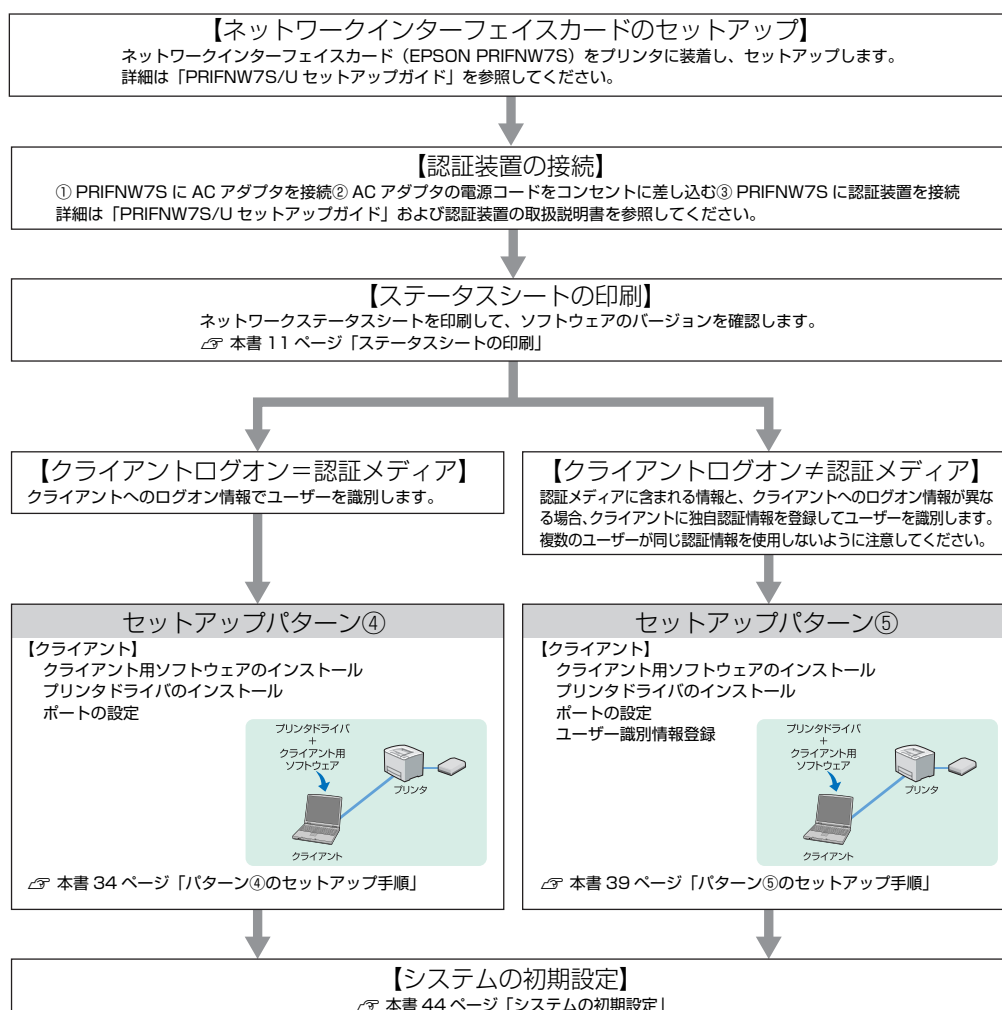 【ネットワークインターフェイスカードのセットアップ】
ネットワークインターフェイスカード（EPSON PRIFNW7S）をプリンタに装着し、セットアップします。
詳細は「PRIFNW7S/U セットアップガイド」を参照してください。
【認証装置の接続】
① PRIFNW7S に AC アダプタを接続② AC アダプタの電源コードをコンセントに差し込む③ PRIFNW7S に認証装置を接続
詳細は「PRIFNW7S/U セットアップガイド」および認証装置の取扱説明書を参照してください。
【ステータスシートの印刷】
ネットワークステータスシートを印刷して、ソフトウェアのバージョンを確認します。
本書 11 ページ「ステータスシートの印刷」
【クライアントログオン＝認証メディア】
クライアントへのログオン情報でユーザーを識別します。
【クライアントログオン≠認証メディア】
認証メディアに含まれる情報と、クライアントへのログオン情報が異な
る場合、クライアントに独自認証情報を登録してユーザーを識別します。
複数のユーザーが同じ認証情報を使用しないように注意してください。
セットアップパターン④
【クライアント】
クライアント用ソフトウェアのインストール
プリンタドライバのインストール
ポートの設定
プリンタドライバ
＋
クライアント用
ソフトウェア
プリンタ
クライアント
本書 34 ページ「パターン④のセットアップ手順」
セットアップパターン⑤
【クライアント】
クライアント用ソフトウェアのインストール
プリンタドライバのインストール
ポートの設定
ユーザー識別情報登録
プリンタドライバ
＋
クライアント用
ソフトウェア
プリンタ
クライアント
本書 39 ページ「パターン⑤のセットアップ手順」
【システムの初期設定】
本書 44 ページ「システムの初期設定」